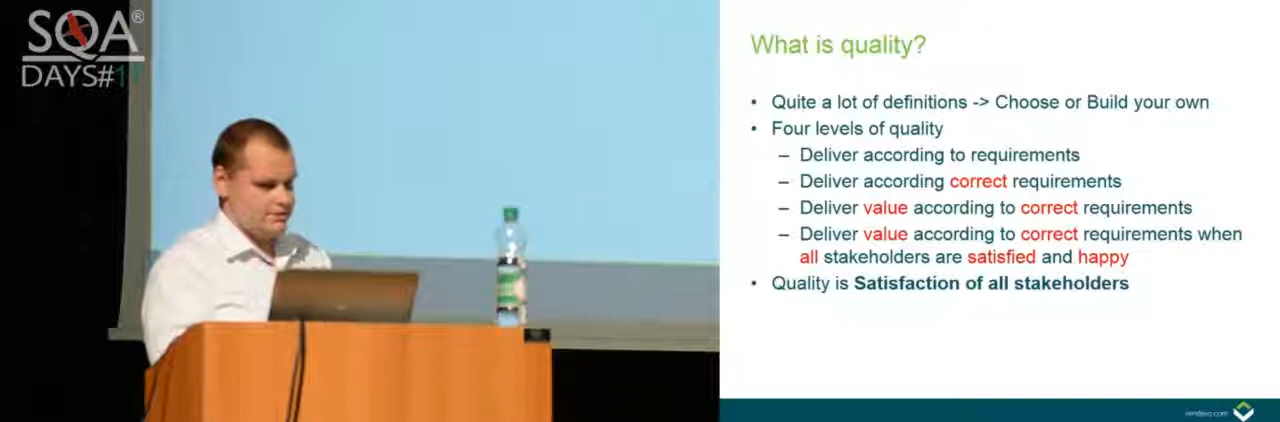 SQA®
DAYS#1
What is quality?
• Quite a lot of definitions -> Choose or Build your own
• Four levels of quality
– Deliver according to requirements
– Deliver according correct requirements
– Deliver value according to correct requirements
– Deliver value according to correct requirements when
all stakeholders are satisfied and happy
• Quality is Satisfaction of all stakeholders
vendavo.com